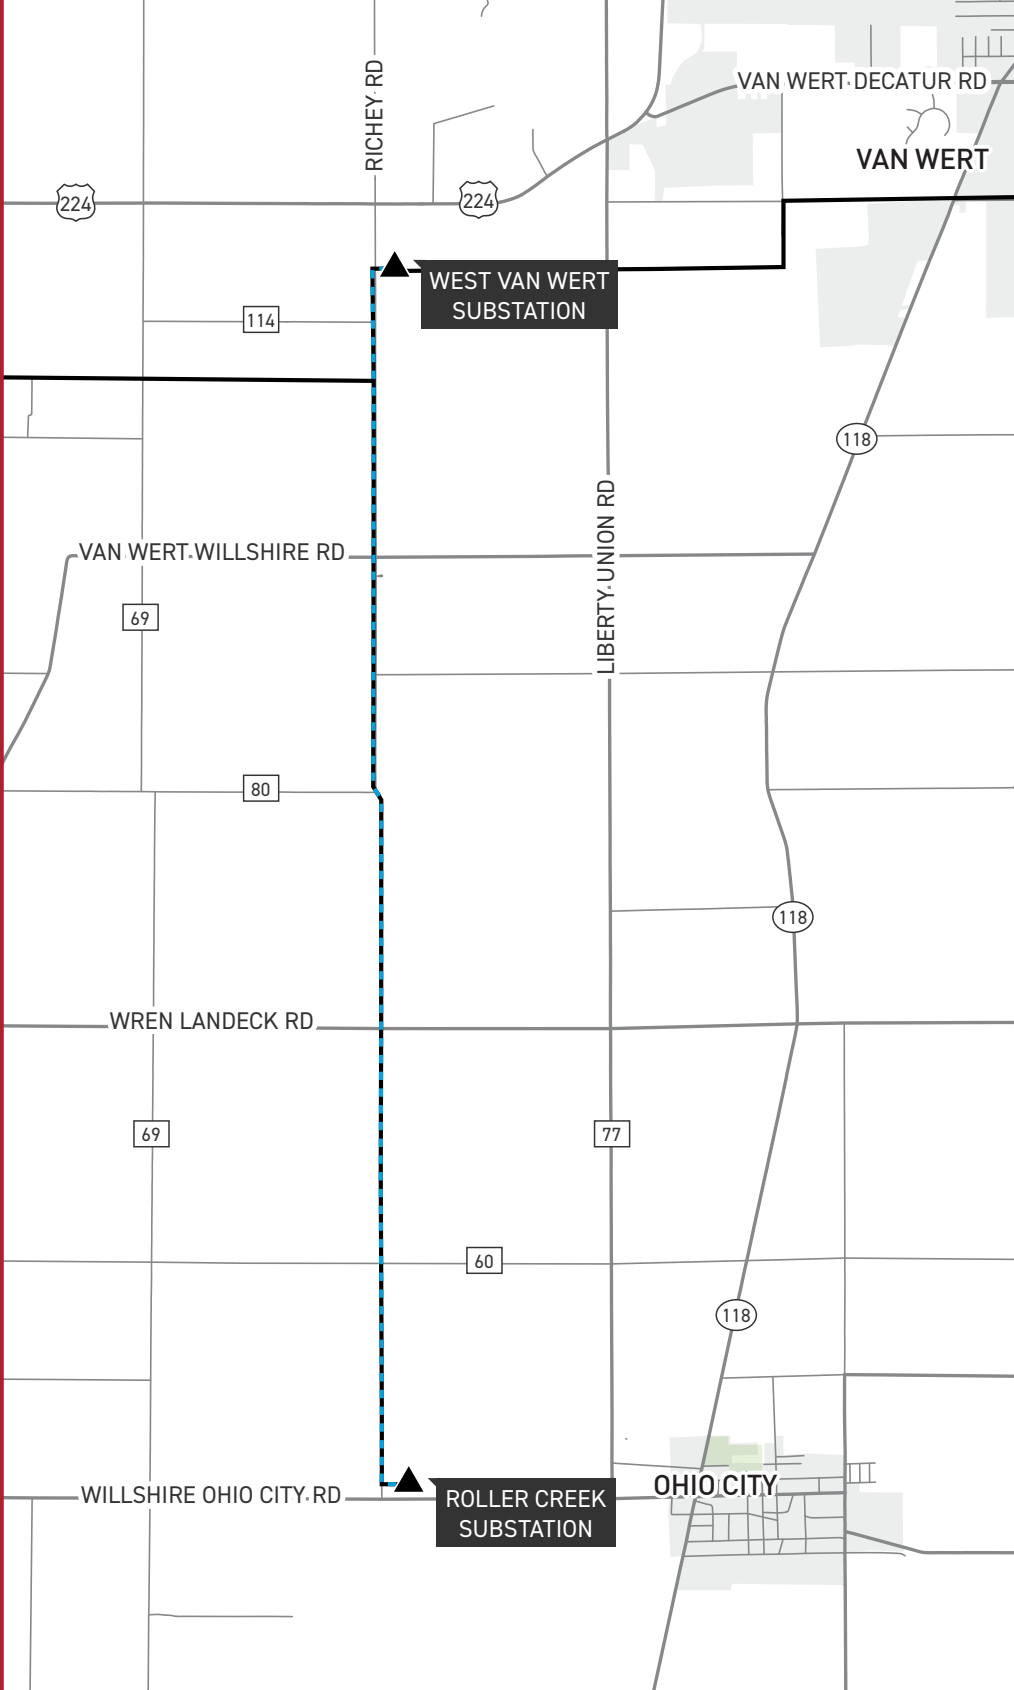 RICHEY RD
VAN WERT DECATUR RD
VAN WERT
224
224
WEST VAN WERT
SUBSTATION
114
118
LIBERTY UNION RD
VAN WERT WILLSHIRE RD
69
80
118
WREN LANDECK RD
69
77
60
118
OHIO CITY
WILLSHIRE OHIO CITY RD
ROLLER CREEK
SUBSTATION